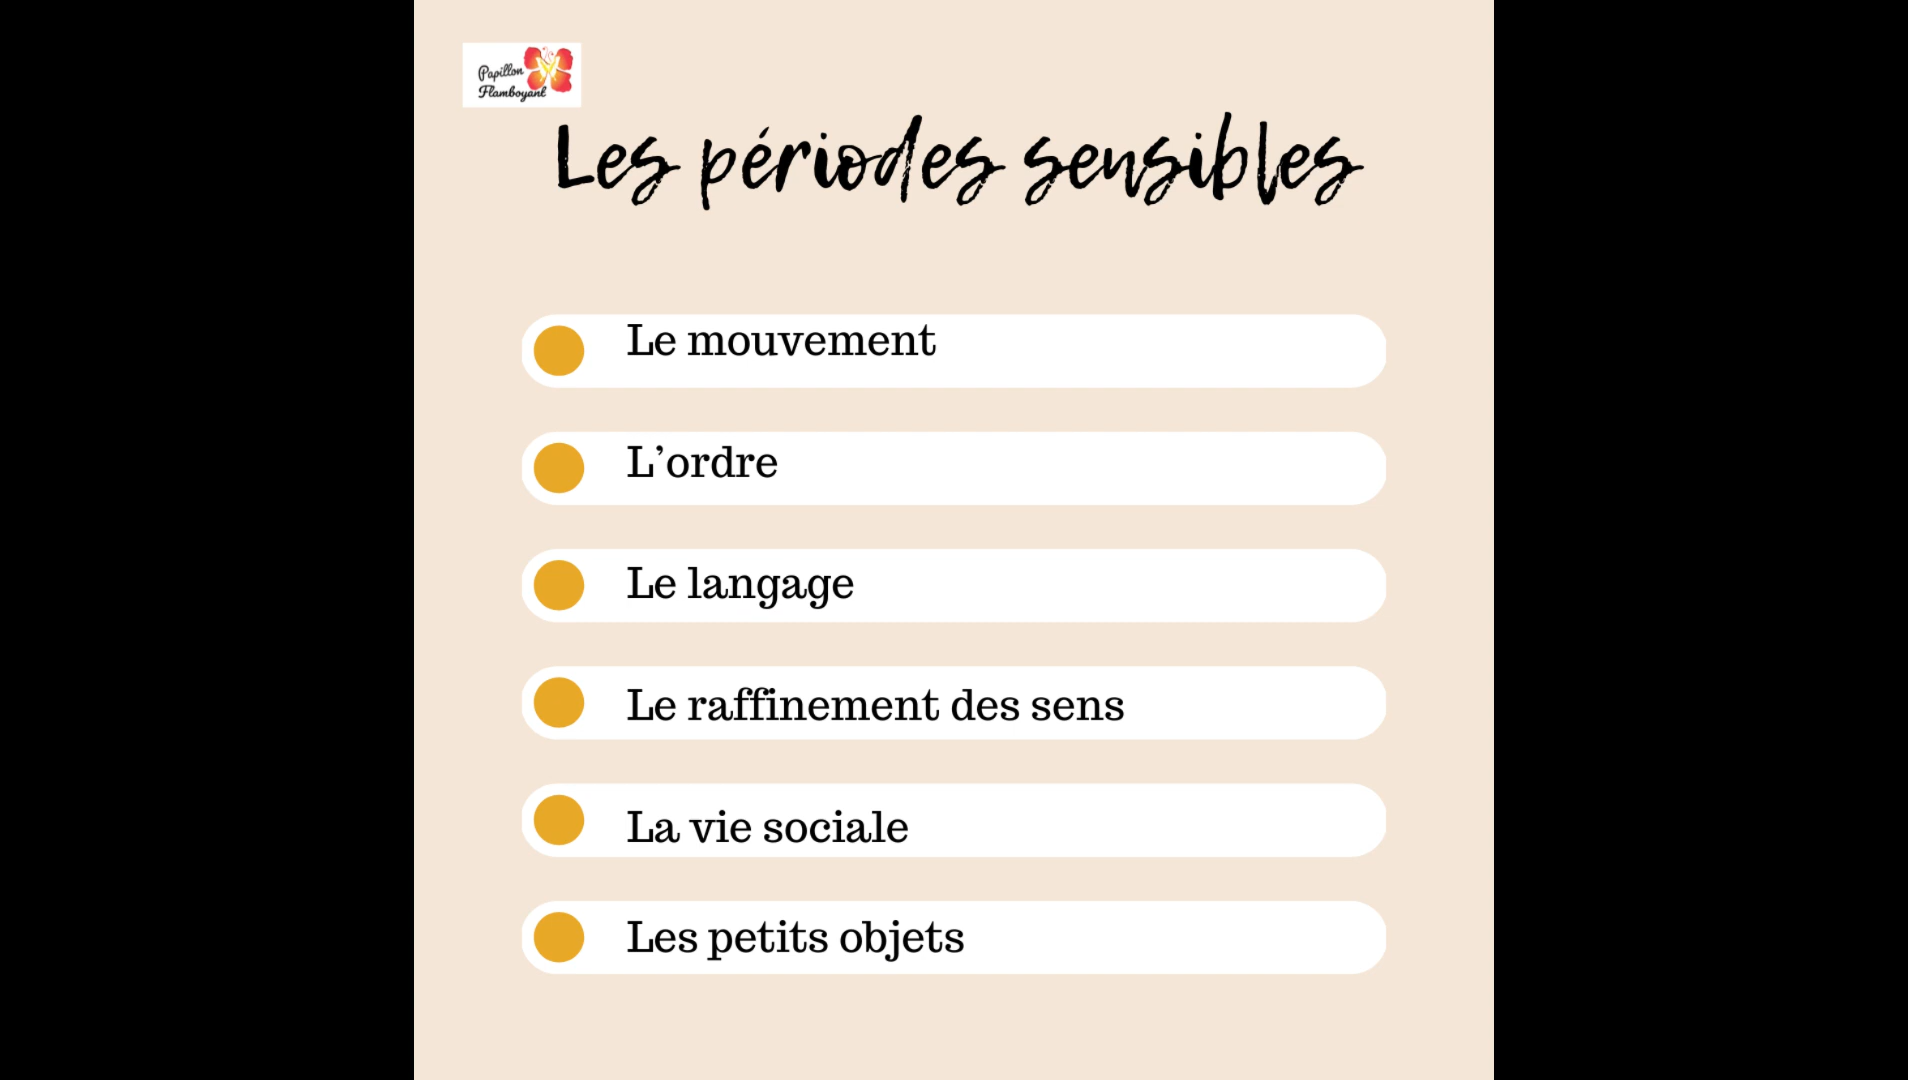 Papillon
Flamboyant
Les périodes sensibles
Le mouvement
L’ordre
Le langage
Le raffinement des sens
La vie sociale
Les petits objets